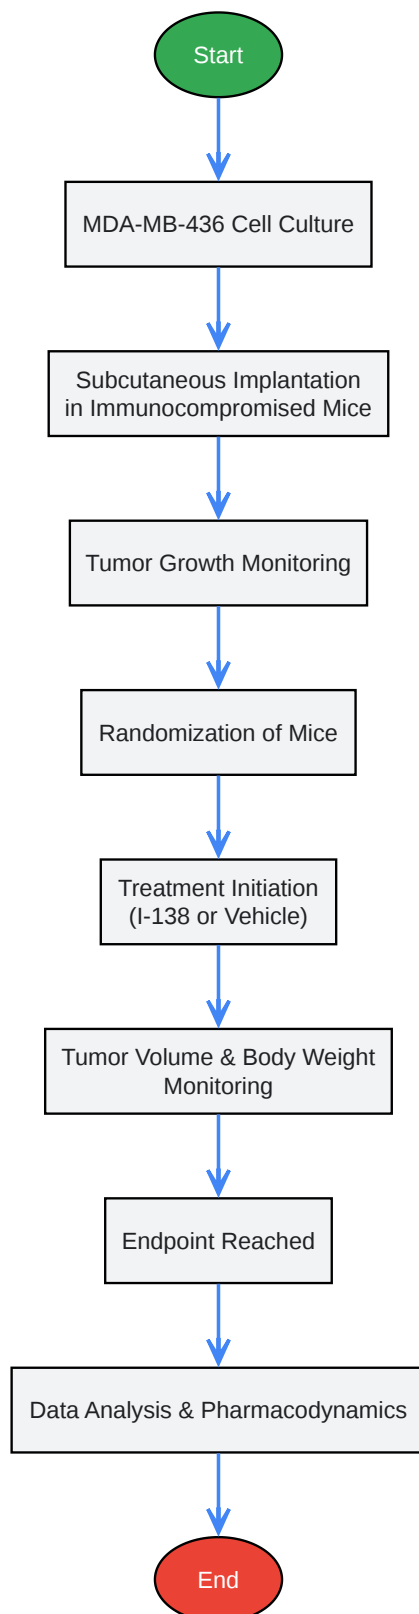 Start
MDA-MB-436 Cell Culture
Subcutaneous Implantation
in Immunocompromised Mice
Tumor Growth Monitoring
Randomization of Mice
Treatment Initiation
(I-138 or Vehicle)
Tumor Volume & Body Weight
Monitoring
Endpoint Reached
Data Analysis & Pharmacodynamics
End